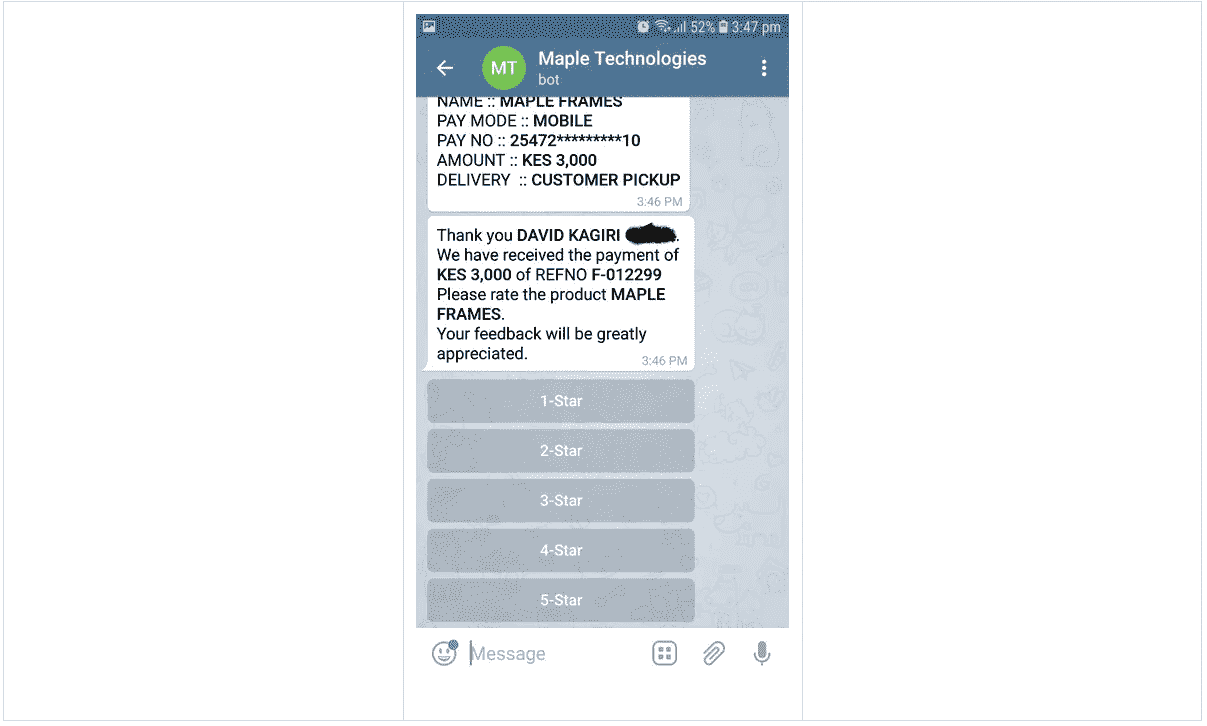 52% 3:47 pm
MT
Maple Technologies
bot
NAME :: MAPLE FRAMES
PAY MODE :: MOBILE
PAY NO :: 25472*********10
AMOUNT :: KES 3,000
DELIVERY :: CUSTOMER PICKUP
3:46 PM
Thank you DAVID KAGIRI .
We have received the payment of
KES 3,000 of REFNO F-012299
Please rate the product MAPLE
FRAMES.
Your feedback will be greatly
appreciated.
3:46 PM
1-Star
2-Star
3-Star
4-Star
5-Star
Message